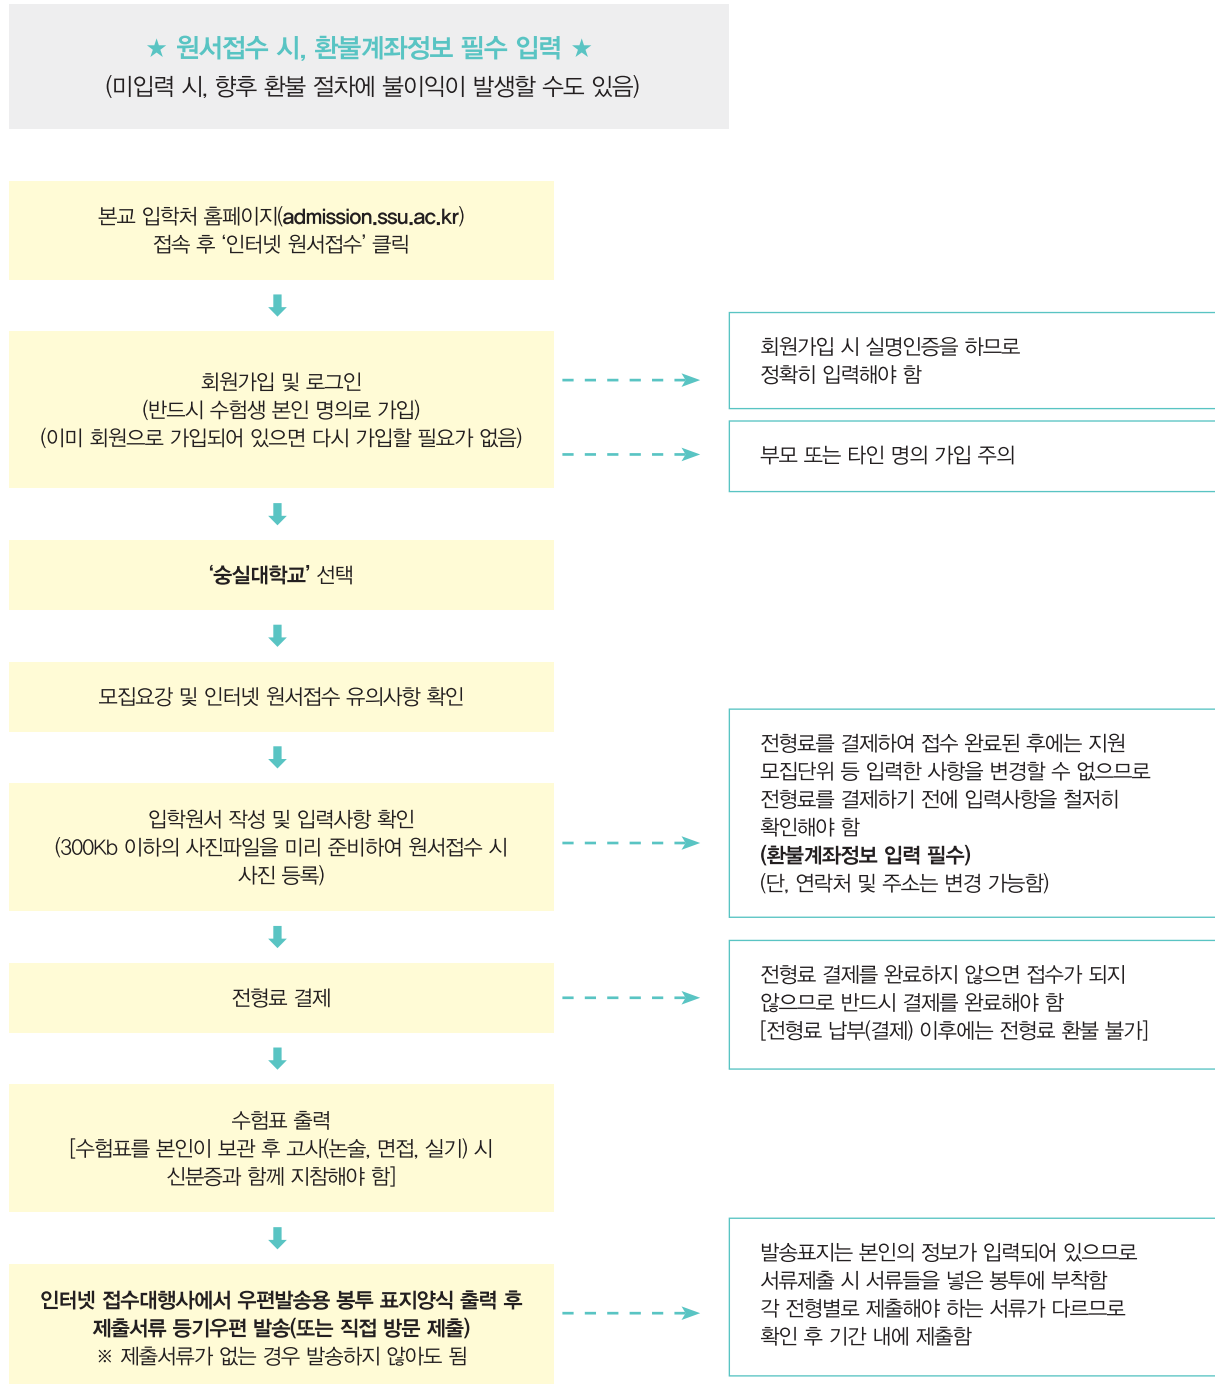 ★ 원서접수 시, 환불계좌정보 필수 입력 ★
(미입력 시, 향후 환불 절차에 불이익이 발생할 수도 있음)
본교 입학처 홈페이지(admission.ssu.ac.kr)
접속 후 ‘인터넷 원서접수’ 클릭
회원가입 및 로그인
(반드시 수험생 본인 명의로 가입)
(이미 회원으로 가입되어 있으면 다시 가입할 필요가 없음)
회원가입 시 실명인증을 하므로
정확히 입력해야 함
부모 또는 타인 명의 가입 주의
‘숭실대학교’ 선택
모집요강 및 인터넷 원서접수 유의사항 확인
입학원서 작성 및 입력사항 확인
(300Kb 이하의 사진파일을 미리 준비하여 원서접수 시
사진 등록)
전형료를 결제하여 접수 완료된 후에는 지원
모집단위 등 입력한 사항을 변경할 수 없으므로
전형료를 결제하기 전에 입력사항을 철저히
확인해야 함
(환불계좌정보 입력 필수)
(단, 연락처 및 주소는 변경 가능함)
전형료 결제
전형료 결제를 완료하지 않으면 접수가 되지
않으므로 반드시 결제를 완료해야 함
[전형료 납부(결제) 이후에는 전형료 환불 불가]
수험표 출력
[수험표를 본인이 보관 후 고사(논술, 면접, 실기) 시
신분증과 함께 지참해야 함]
인터넷 접수대행사에서 우편발송용 봉투 표지양식 출력 후
제출서류 등기우편 발송(또는 직접 방문 제출)
※ 제출서류가 없는 경우 발송하지 않아도 됨
발송표지는 본인의 정보가 입력되어 있으므로
서류제출 시 서류들을 넣은 봉투에 부착함
각 전형별로 제출해야 하는 서류가 다르므로
확인 후 기간 내에 제출함